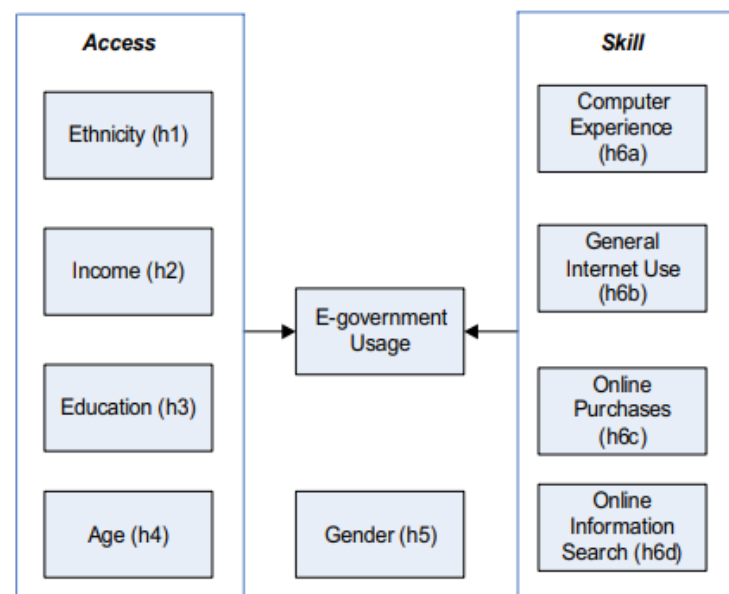 Access
Ethnicity (h1)
Income (h2)
Education (h3)
Age (h4)
E-government
Usage
Gender (h5)
Skill
Computer
Experience
(h6a)
General
Internet Use
(h6b)
Online
Purchases
(h6c)
Online
Information
Search (h6d)